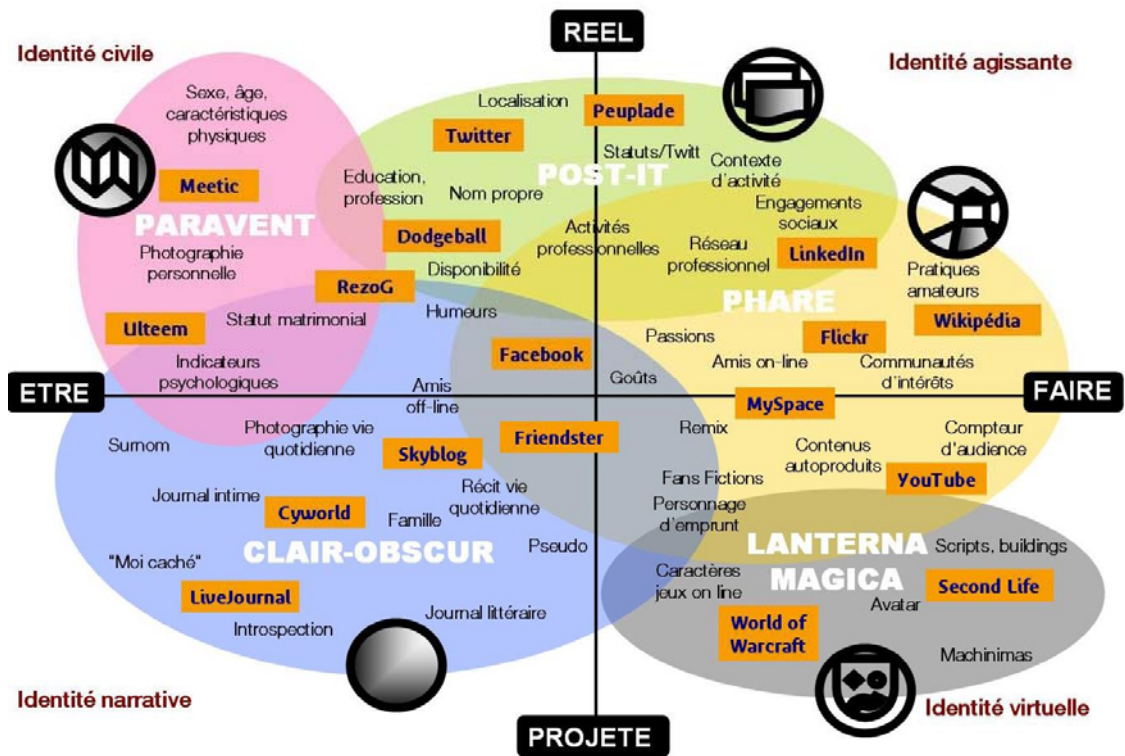 REEL
Identité civile
Identité agissante
Sexe, âge,
caractéristiques
physiques
Localisation
Peuplade
Twitter
Statuts/Twitt
Contexte
d'activité
POST-IT
Meetic
Education,
profession
Nom propre
Engagements
sociaux
PARAVENT
Dodgeball
Activités
professionnelles
Réseau
professionnel
LinkedIn
Photographie
personnelle
Disponibilité
Pratiques
amateurs
RezoG
PHARE
Humeurs
Ulteem
Statut matrimonial
Passions
Flickr
Wikipédia
Facebook
Indicateurs
psychologiques
Goûts
Amis on-line
Communautés
d'intérêts
ETRE
Amis
off-line
FAIRE
MySpace
Surnom
Photographie vie
quotidienne
Skyblog
Friendster
Remix
Contenus
autoproduits
Compteur
d'audience
Journal intime
Récit vie
quotidienne
Fans Fictions
YouTube
Cyworld
Famille
Personnage
d'emprunt
CLAIR-OBSCUR
Pseudo
LANTERNA
MAGICA
Scripts, buildings
"Moi caché"
Caractères
jeux on line
Second Life
LiveJournal
Introspection
Journal littéraire
Avatar
World of
Warcraft
Machinimas
Identité narrative
Identité virtuelle
PROJETE